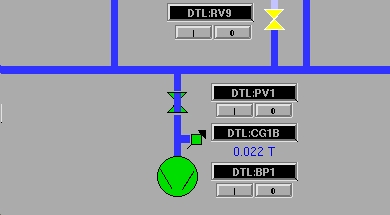 DTL:RV9
I 0
DTL:PV1
I 0
DTL:CG1B
0.022 T
DTL:BP1
I 0